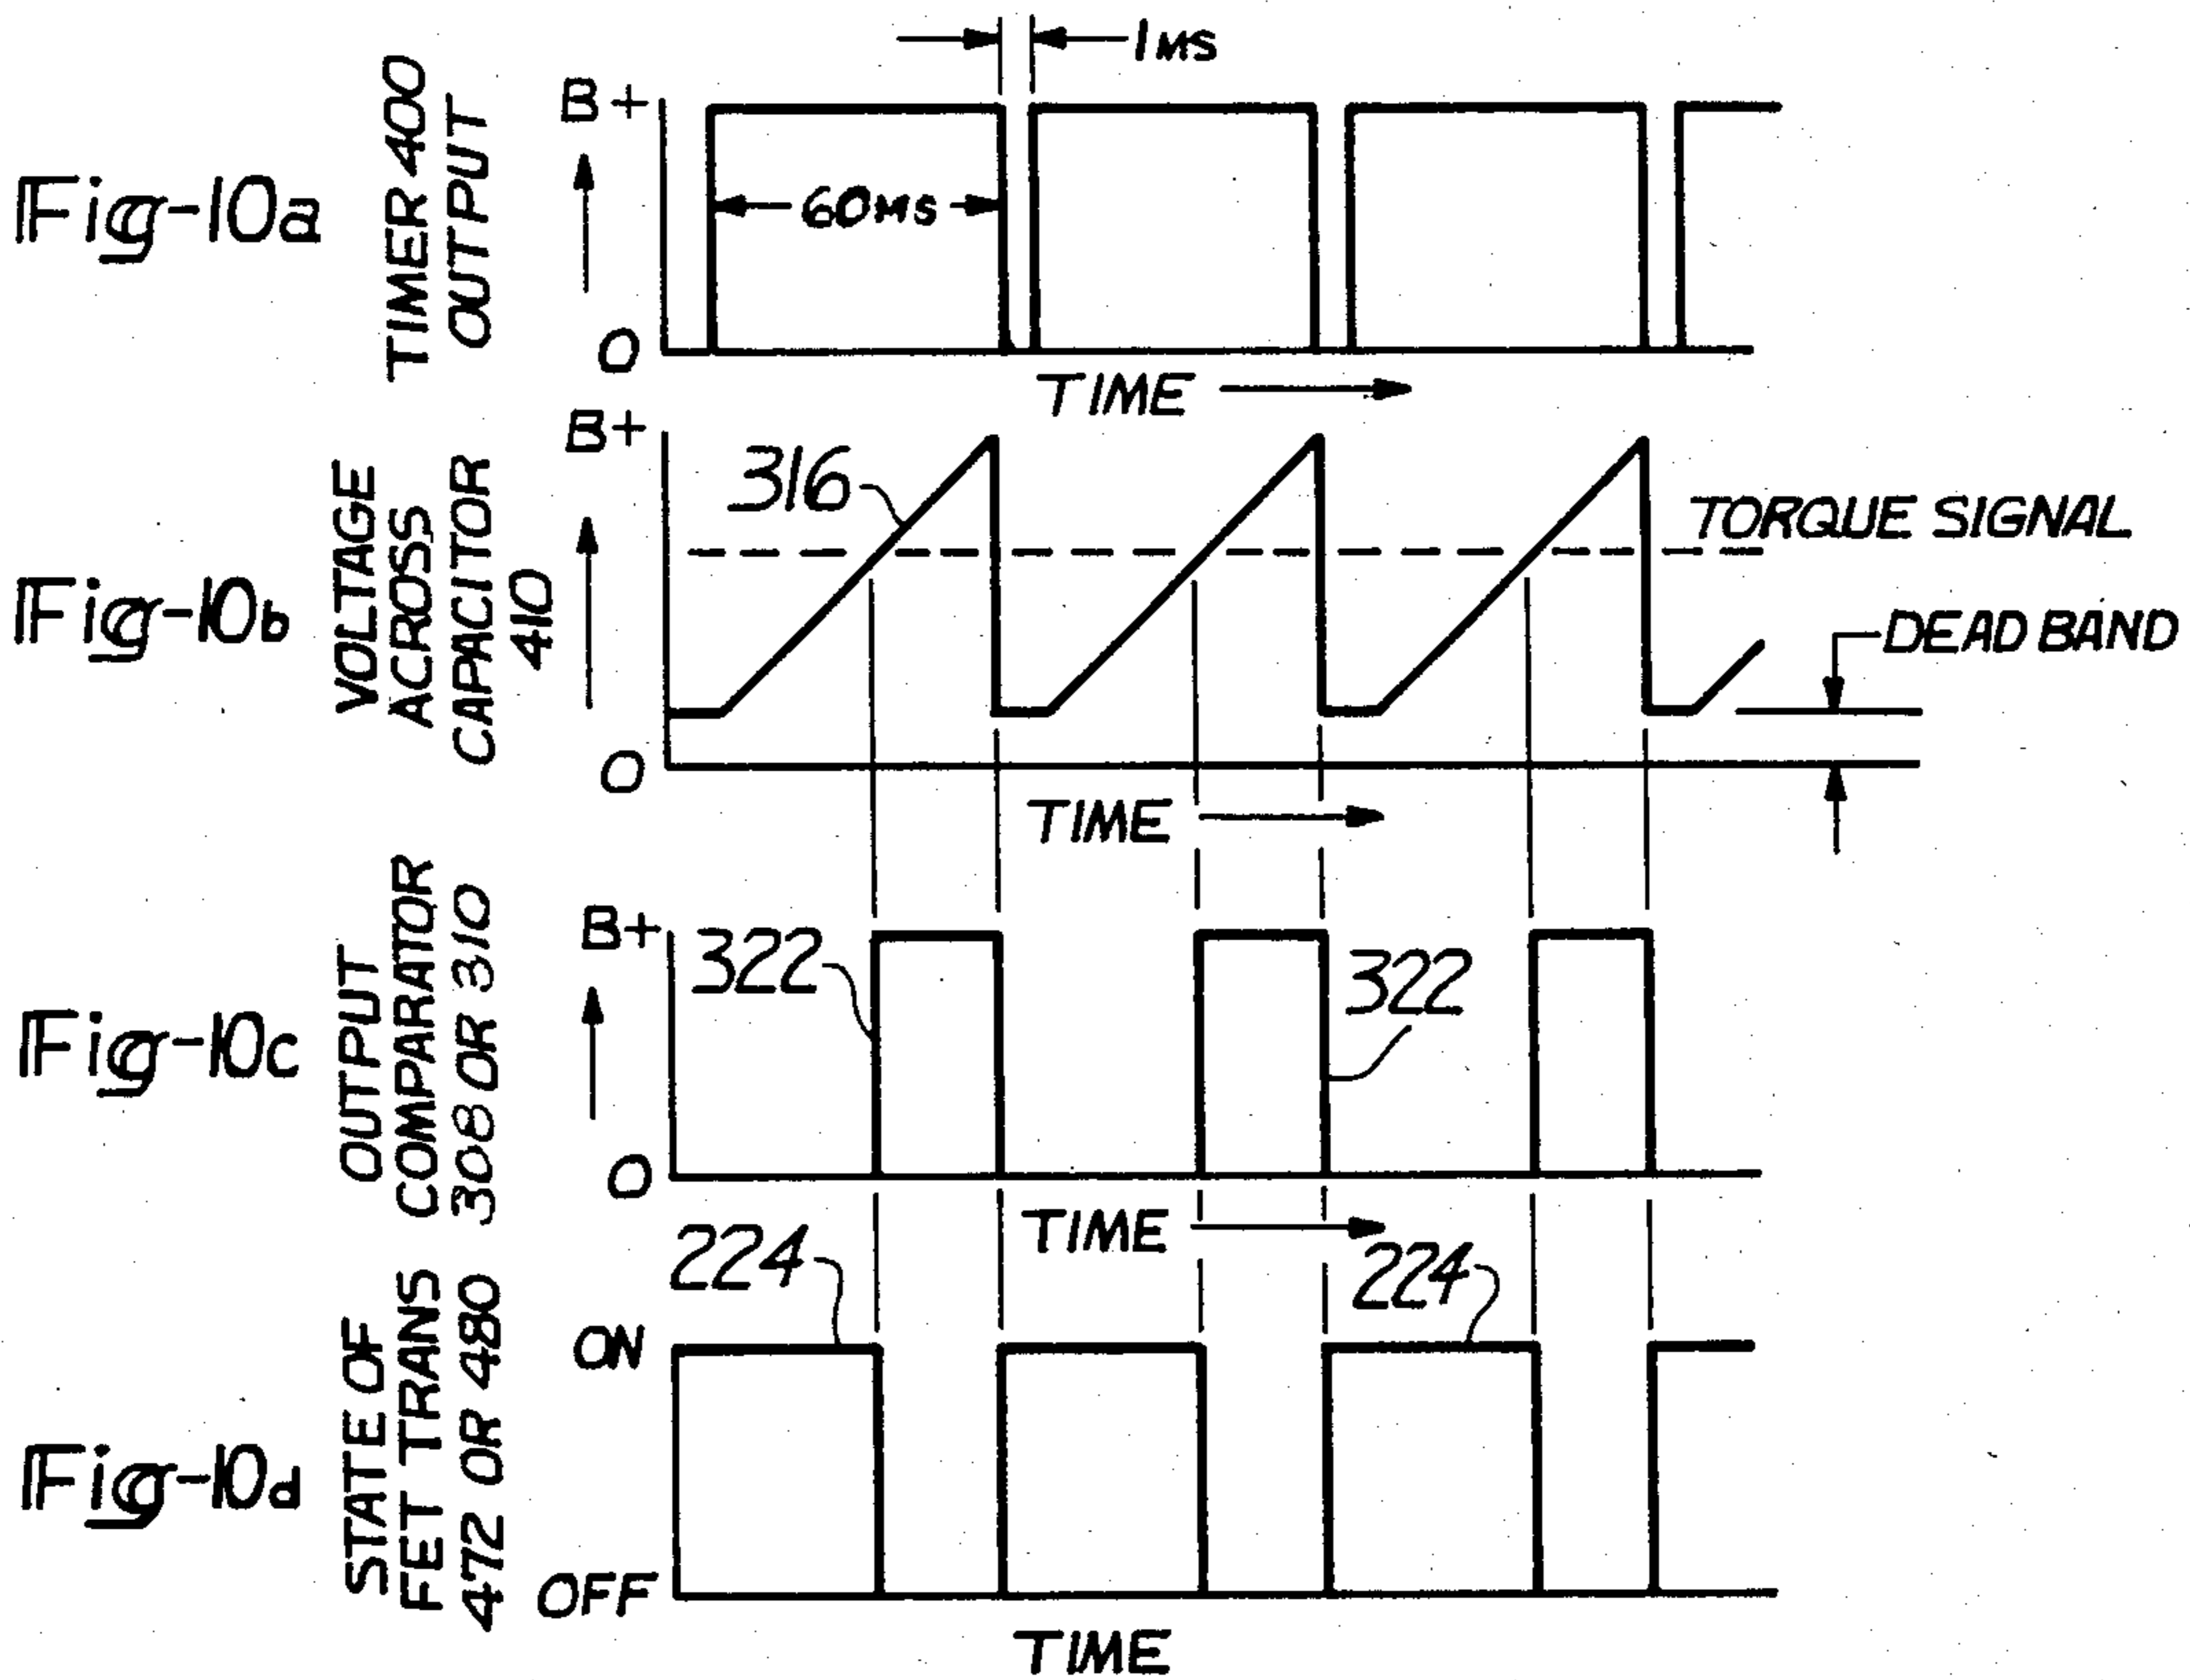 Fig-10a
TIMER 400
OUTPUT
B+
0
1MS
60MS
TIME
Fig-10b
VOLTAGE
ACROSS
CAPACITOR
410
B+
0
316
TORQUE SIGNAL
DEAD BAND
TIME
Fig-10c
OUTPUT
COMPARATOR
308 OR 310
B+
0
322
322
TIME
Fig-10d
STATE OF
FET TRANS
472 OR 480
ON
OFF
224
224
TIME